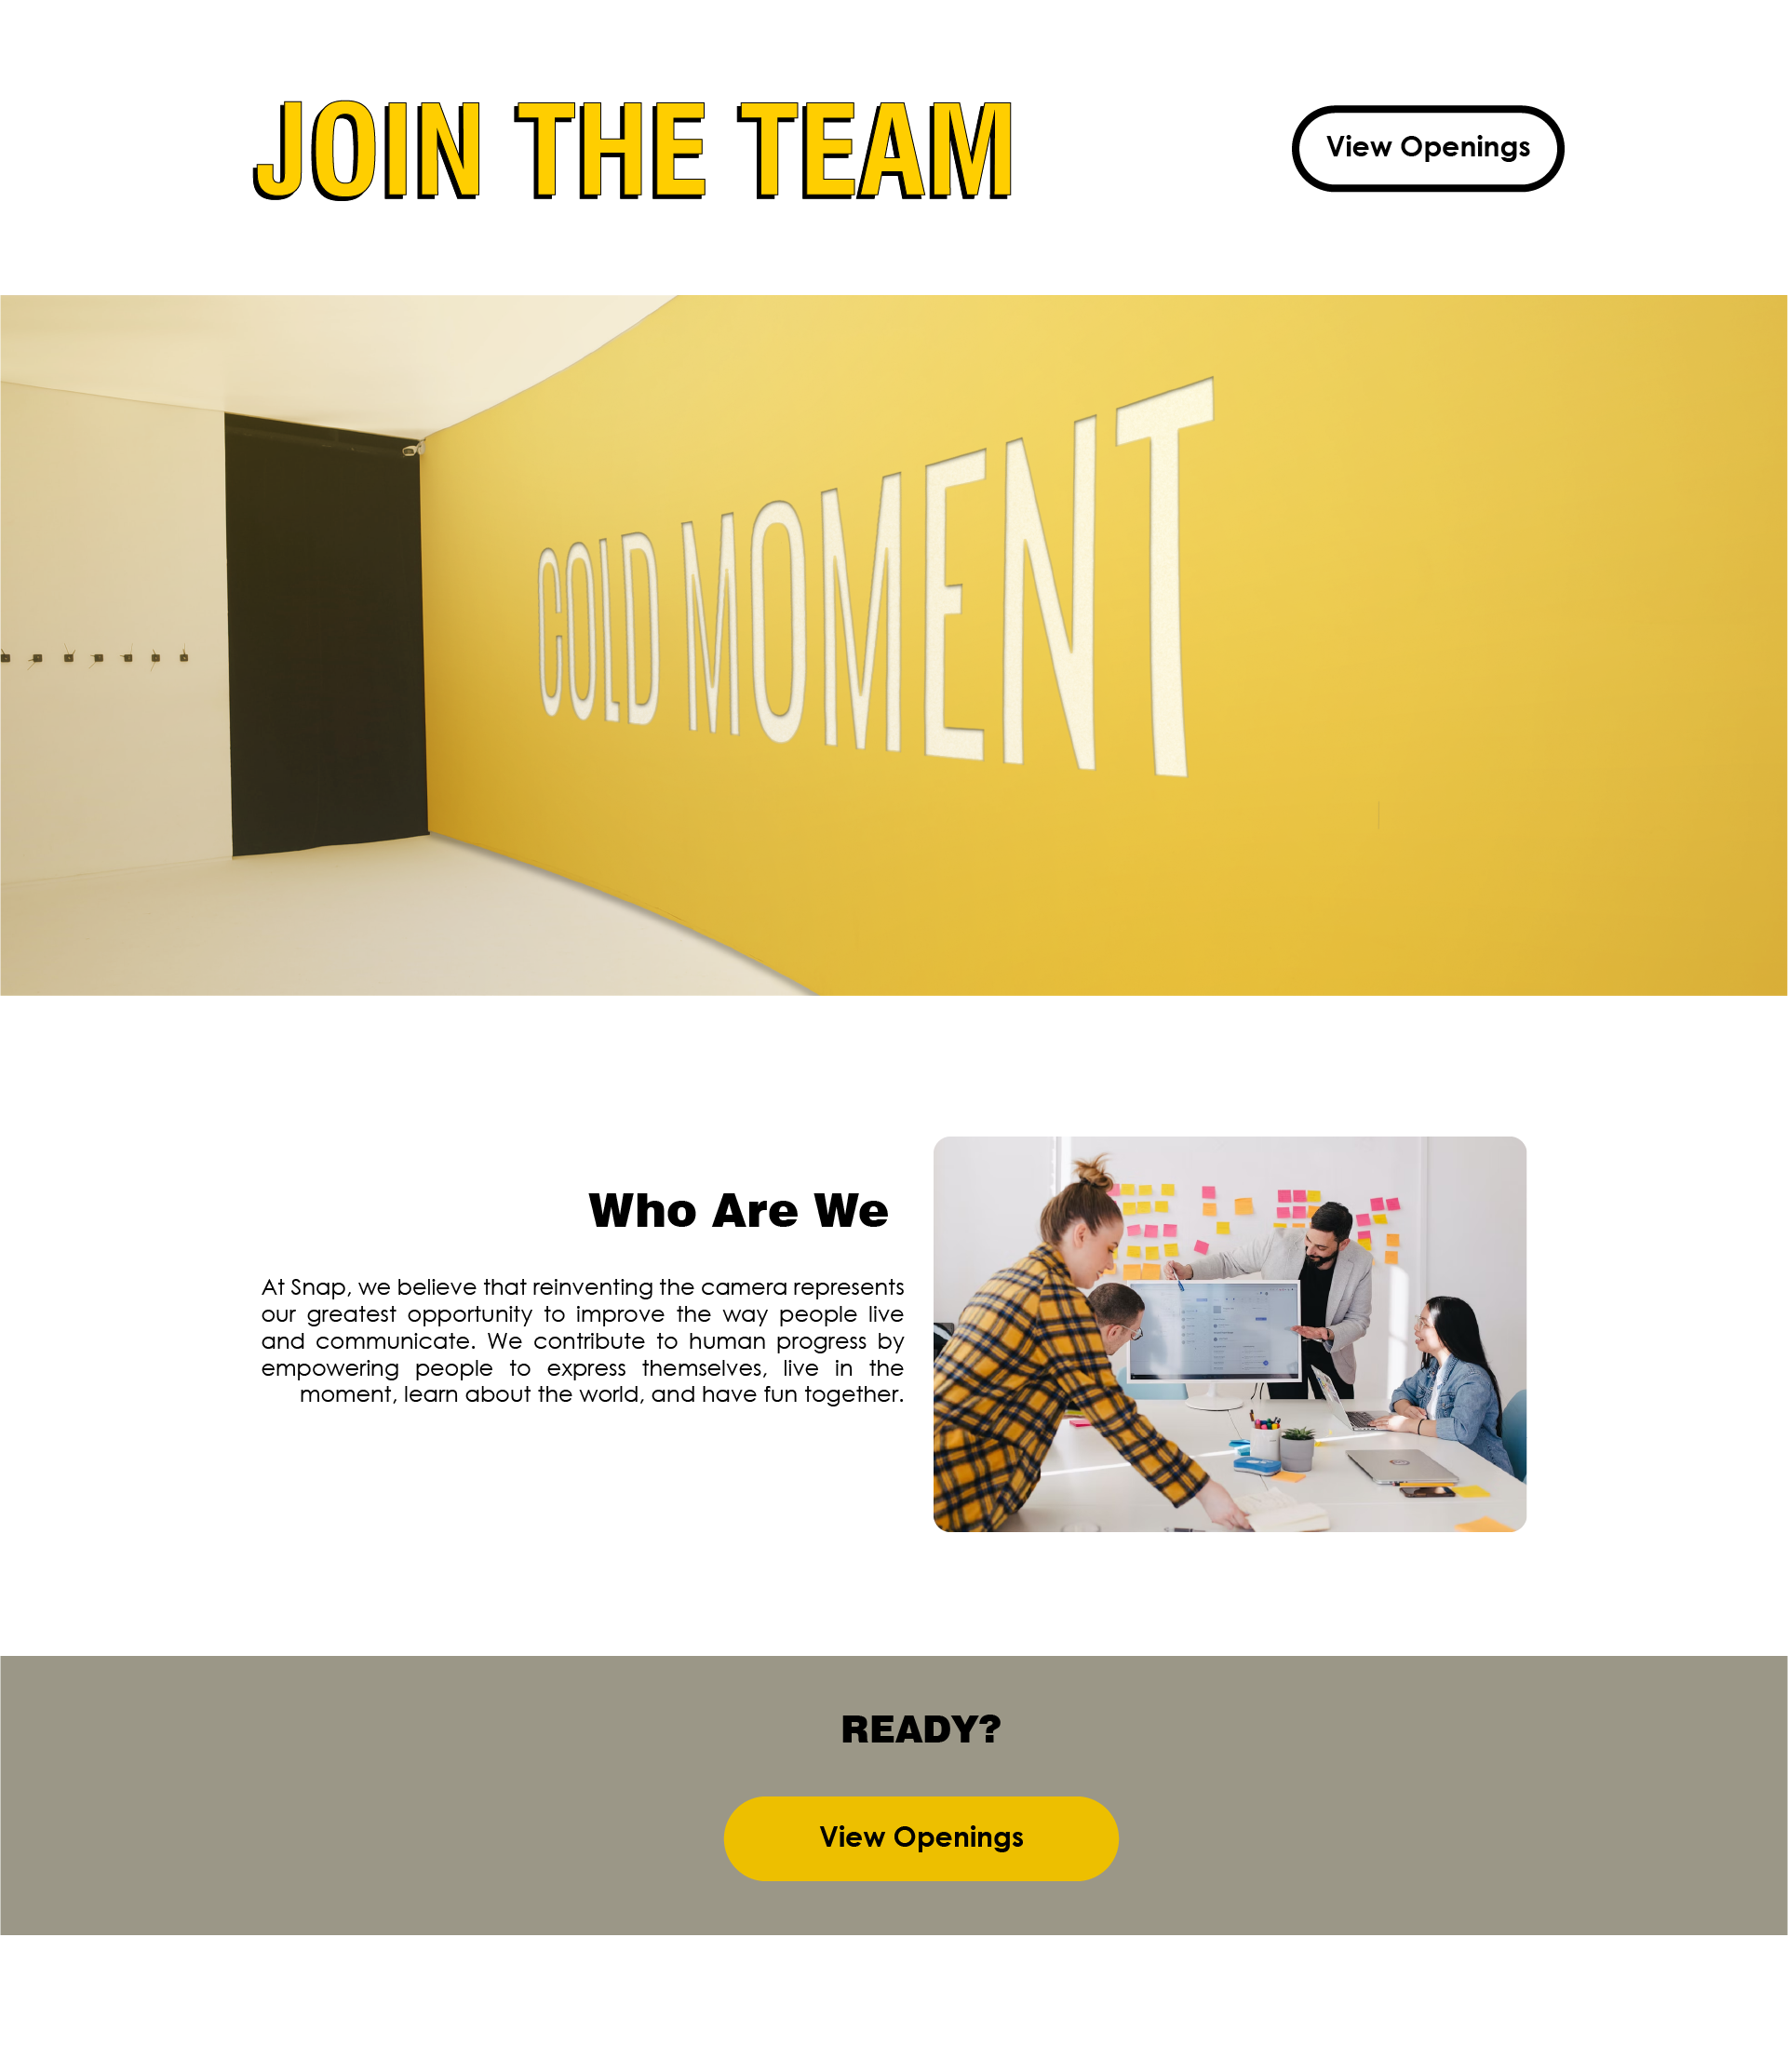 JOIN THE TEAM
View Openings
COLD MOMENT
Who Are We
At Snap, we believe that reinventing the camera represents
our greatest opportunity to improve the way people live
and communicate. We contribute to human progress by
empowering people to express themselves, live in the
moment, learn about the world, and have fun together.
READY?
View Openings